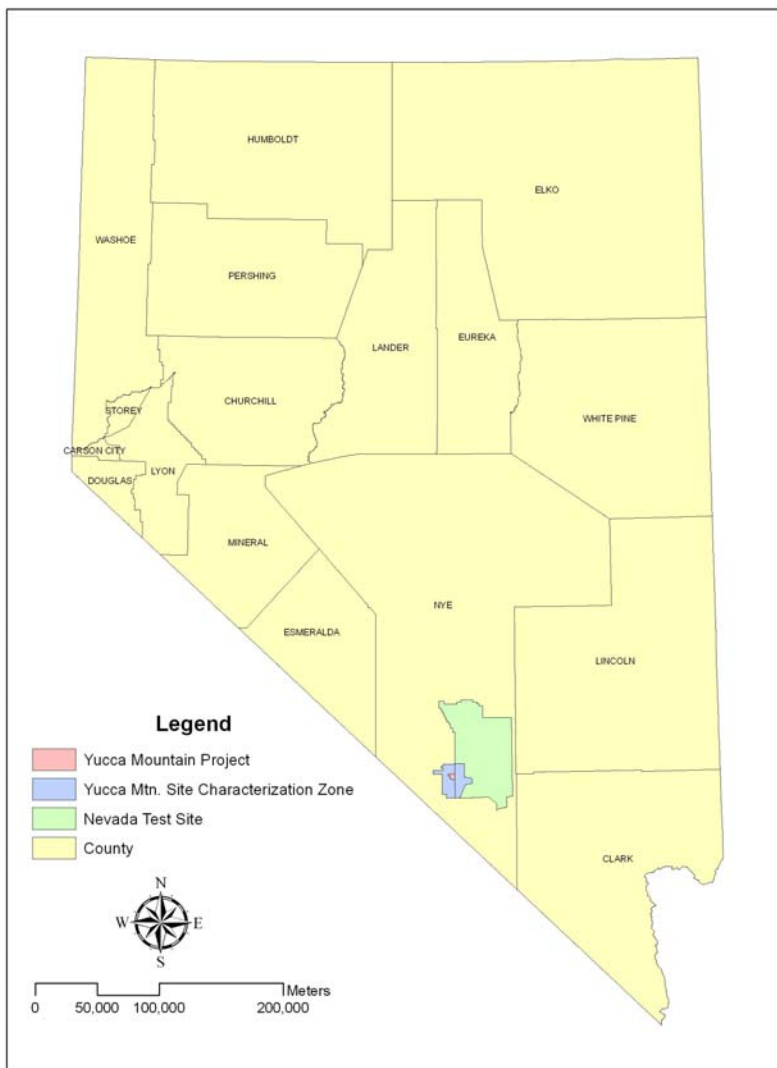 HUMBOLDT
ELKO
WASHOE
PERSHING
LANDER
EUREKA
CHURCHILL
WHITE PINE
STOREY
CARSON CITY
DOUGLAS
LYON
MINERAL
NYE
ESMERALDA
LINCOLN
CLARK
Legend
Yucca Mountain Project
Yucca Mtn. Site Characterization Zone
Nevada Test Site
County
N
W E
S
Meters
0 50,000 100,000 200,000